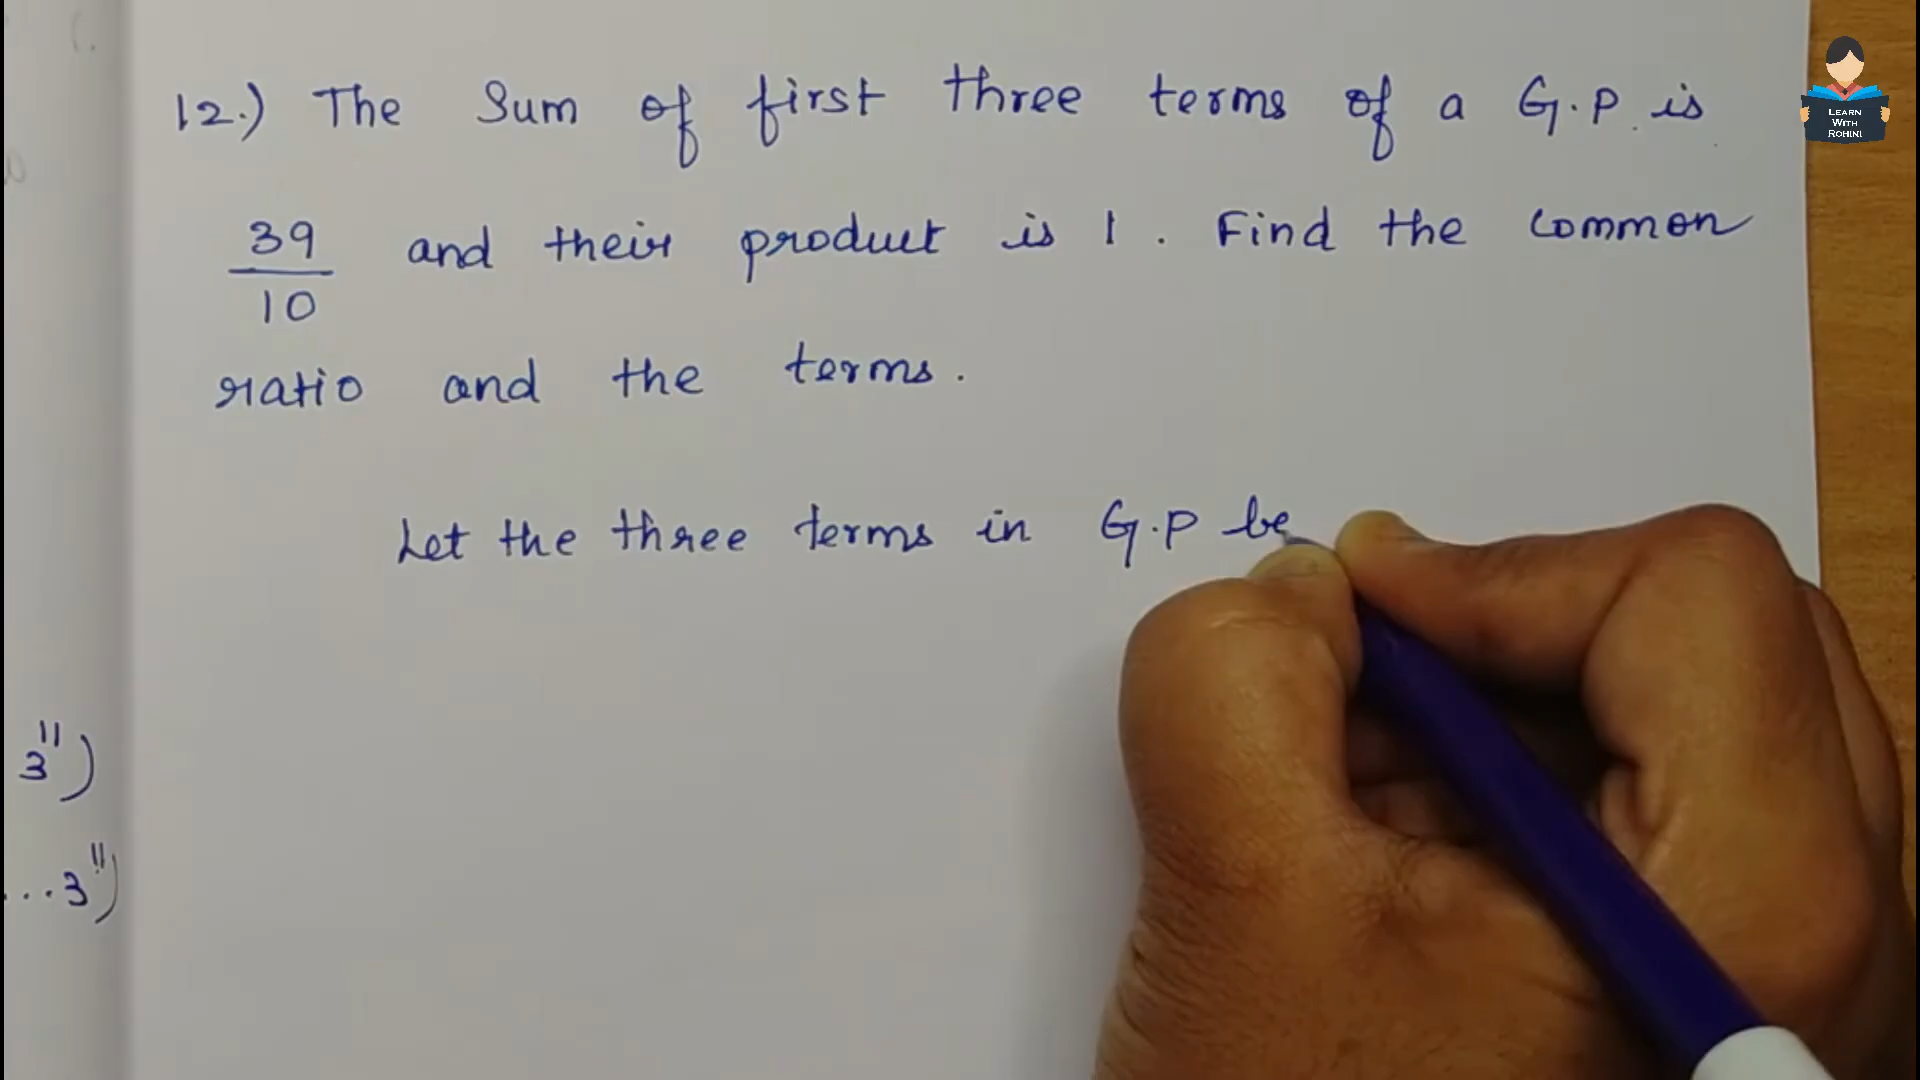 12.) The Sum of first three terms of a G.P. is
39/10 and their product is 1. Find the common
ratio and the terms.
Let the three terms in G.P be
3")
...3")
LEARN
WITH
ROHINI